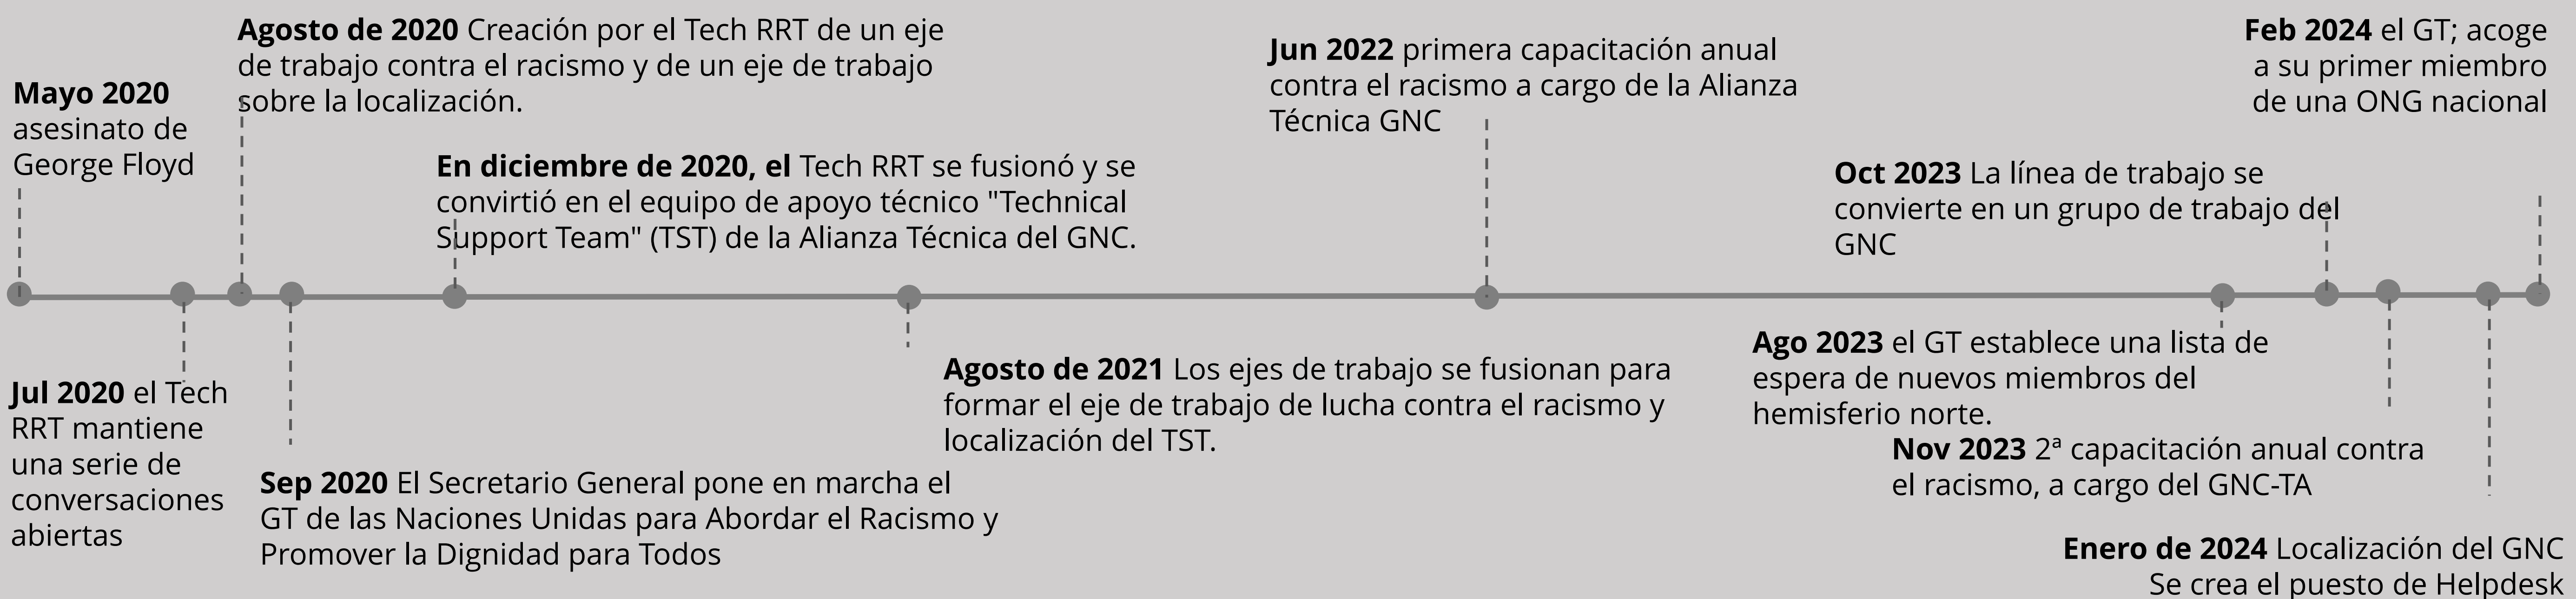 Mayo 2020
asesinato de
George Floyd
Jul 2020 el Tech
RRT mantiene
una serie de
conversaciones
abiertas
Agosto de 2020 Creación por el Tech RRT de un eje
de trabajo contra el racismo y de un eje de trabajo
sobre la localización.
Sep 2020 El Secretario General pone en marcha el
GT de las Naciones Unidas para Abordar el Racismo y
Promover la Dignidad para Todos
En diciembre de 2020, el Tech RRT se fusionó y se
convirtió en el equipo de apoyo técnico "Technical
Support Team" (TST) de la Alianza Técnica del GNC.
Agosto de 2021 Los ejes de trabajo se fusionan para
formar el eje de trabajo de lucha contra el racismo y
localización del TST.
Jun 2022 primera capacitación anual
contra el racismo a cargo de la Alianza
Técnica GNC
Ago 2023 el GT establece una lista de
espera de nuevos miembros del
hemisferio norte.
Oct 2023 La línea de trabajo se
convierte en un grupo de trabajo del
GNC
Nov 2023 2ª capacitación anual contra
el racismo, a cargo del GNC-TA
Enero de 2024 Localización del GNC
Se crea el puesto de Helpdesk
Feb 2024 el GT; acoge
a su primer miembro
de una ONG nacional